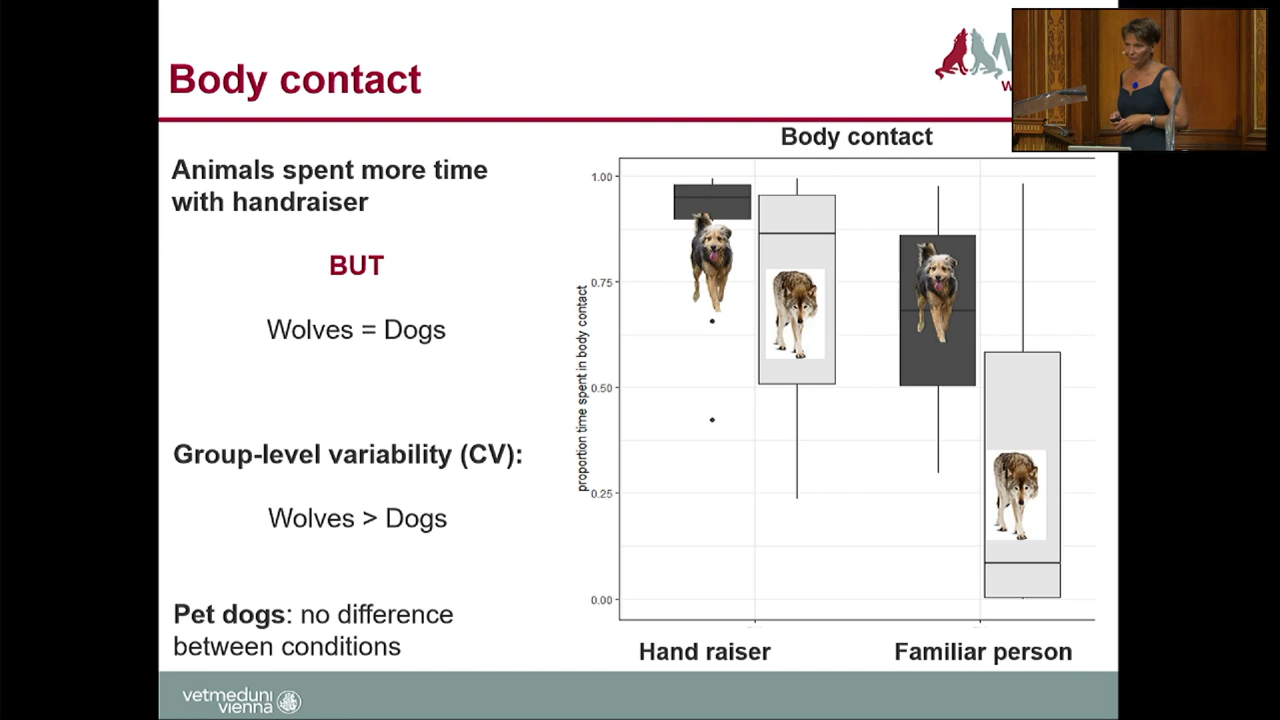 Body contact
Animals spent more time
with handraiser
BUT
Wolves = Dogs
Group-level variability (CV):
Wolves > Dogs
Pet dogs: no difference
between conditions
Body contact
proportion time spent in body contact
1.00
0.75
0.50
0.25
0.00
Hand raiser
Familiar person
vetmeduni
vienna